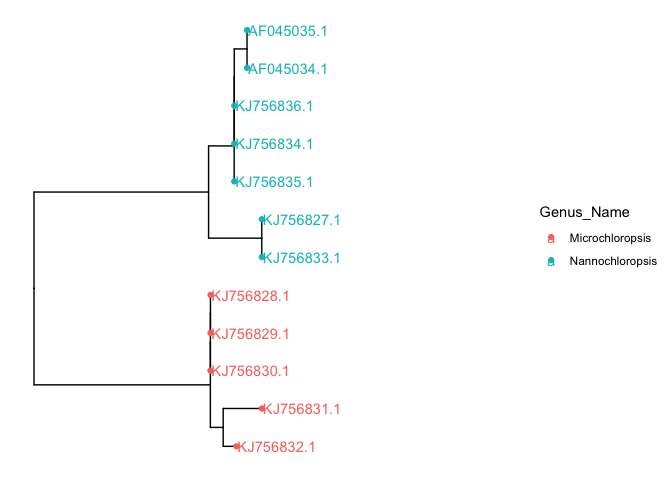 AF045035.1
AF045034.1
KJ756836.1
KJ756834.1
KJ756835.1
KJ756827.1
KJ756833.1
KJ756828.1
KJ756829.1
KJ756830.1
KJ756831.1
KJ756832.1
Genus_Name
a Microchloropsis
a Nannochloropsis